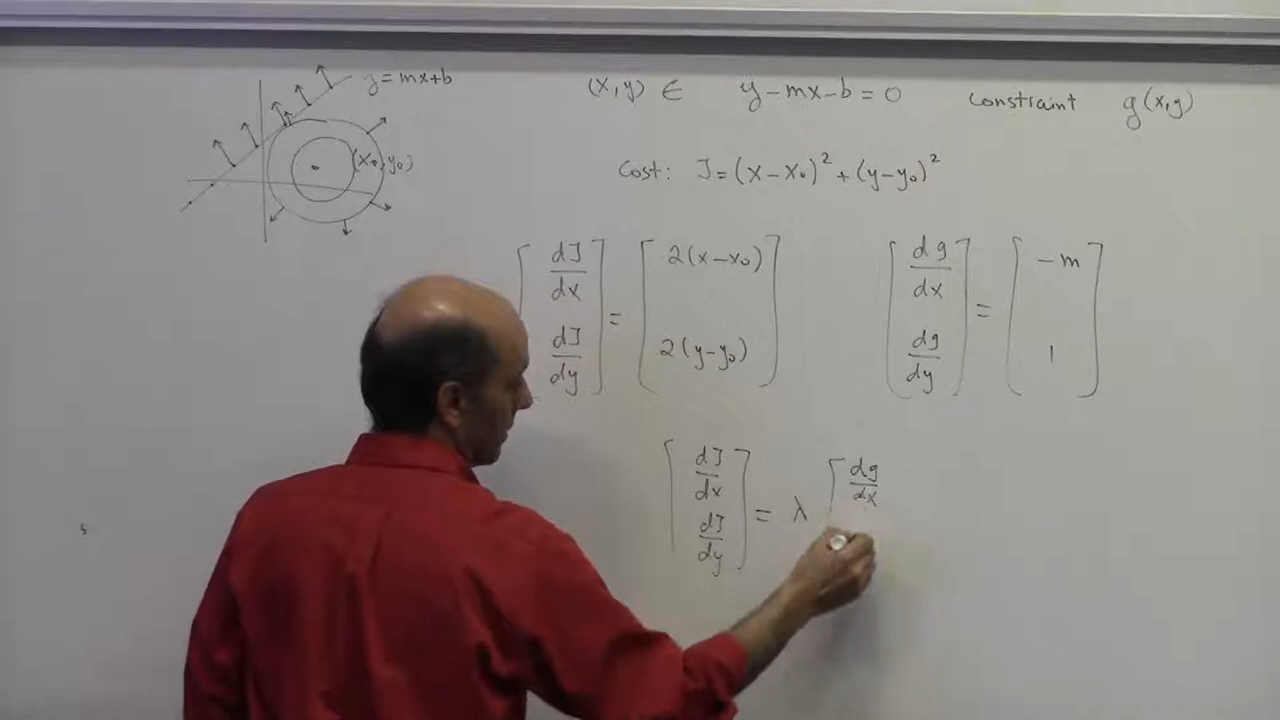 y=mx+b
(x,y) ∈ y-mx-b=0 constraint g(x,y)
(x₀,y₀)
Cost: J=(x-x₀)²+(y-y₀)²
[dJ/dx dJ/dy] = [2(x-x₀) 2(y-y₀)]
[dg/dx dg/dy] = [-m 1]
[dJ/dx dJ/dy] = λ [dg/dx